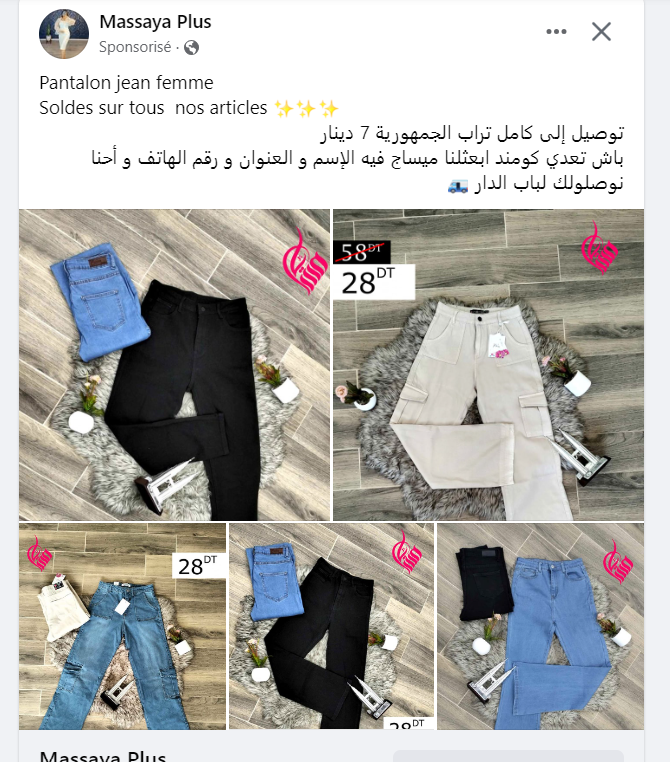 Massaya Plus
Sponsorisé ·
Pantalon jean femme
Soldes sur tous nos articles ✨✨✨
توصيل إلى كامل تراب الجمهورية 7 دينار
باش تعدي كومند ابعثلنا ميساج فيه الإسم و العنوان و رقم الهاتف و أحنا
نوصلولك لباب الدار 🚐
58DT
28DT
28DT
28DT
Massaya Plus